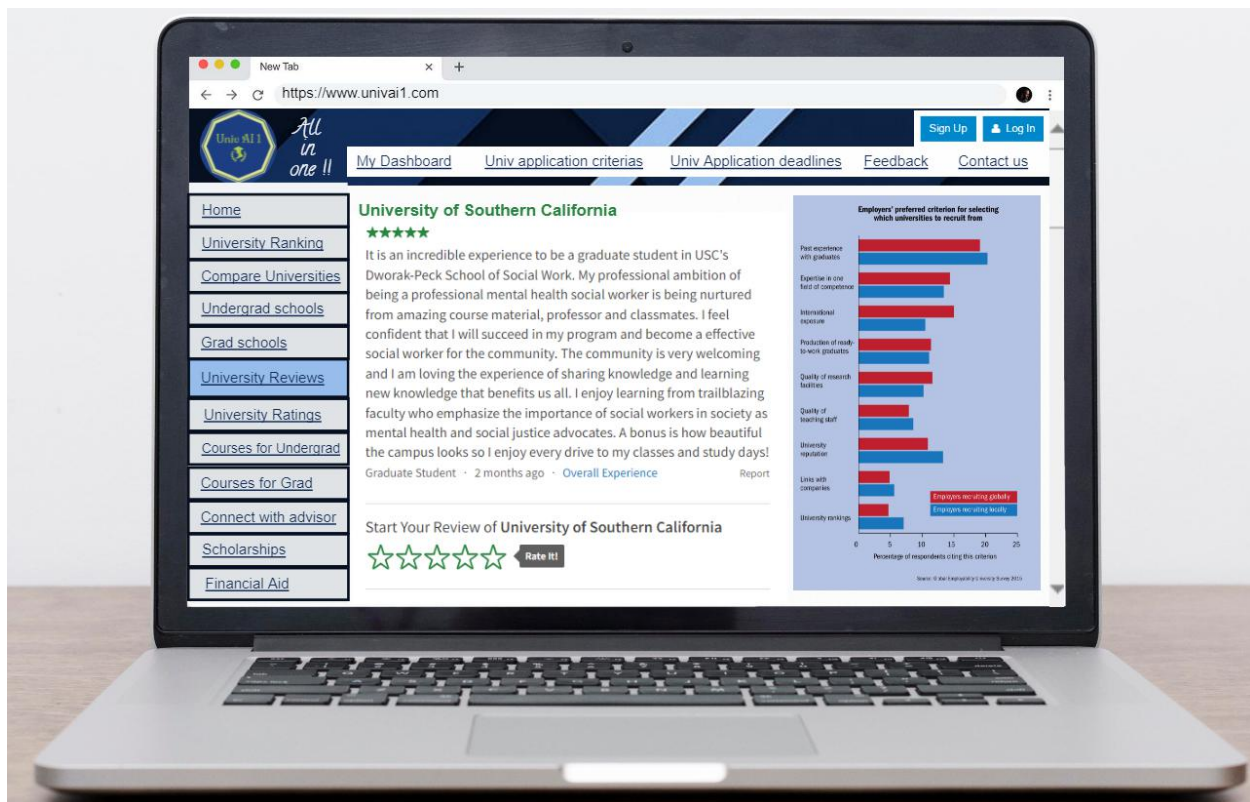 New Tab
https://www.univai1.com
Univ AI 1
All
in
one !!
Sign Up
Log In
My Dashboard
Univ application criterias
Univ Application deadlines
Feedback
Contact us
Home
University Ranking
Compare Universities
Undergrad schools
Grad schools
University Reviews
University Ratings
Courses for Undergrad
Courses for Grad
Connect with advisor
Scholarships
Financial Aid
University of Southern California
It is an incredible experience to be a graduate student in USC's
Dworak-Peck School of Social Work. My professional ambition of
being a professional mental health social worker is being nurtured
from amazing course material, professor and classmates. I feel
confident that I will succeed in my program and become a effective
social worker for the community. The community is very welcoming
and I am loving the experience of sharing knowledge and learning
new knowledge that benefits us all. I enjoy learning from trailblazing
faculty who emphasize the importance of social workers in society as
mental health and social justice advocates. A bonus is how beautiful
the campus looks so I enjoy every drive to my classes and study days!
Graduate Student · 2 months ago · Overall Experience
Report
Start Your Review of University of Southern California
Rate It!
Employers' preferred criterion for selecting
which universities to recruit from
Past experience
with graduates
Expertise in one
field of competence
International
exposure
Production of ready-
to-work graduates
Quality of research
facilities
Quality of
teaching staff
University
reputation
Links with
companies
University rankings
Employers recruiting globally
Employers recruiting locally
0 5 10 15 20 25
Percentage of respondents citing this criterion